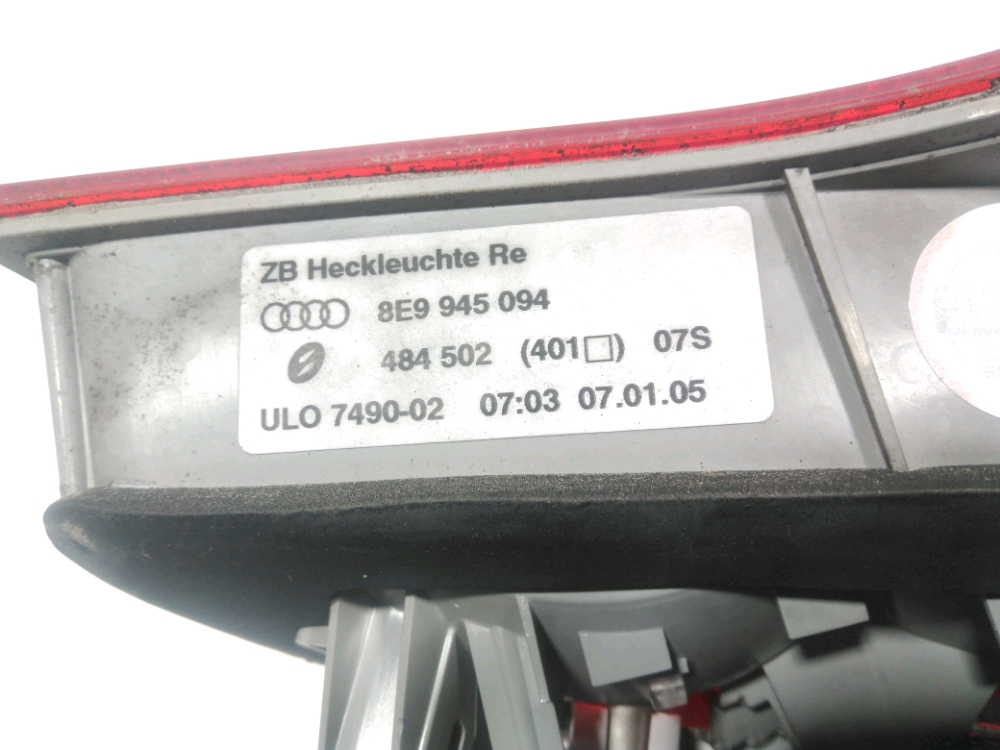 ZB Heckleuchte Re
8E9 945 094
484 502 (401□) 07S
ULO 7490-02 07:03 07.01.05